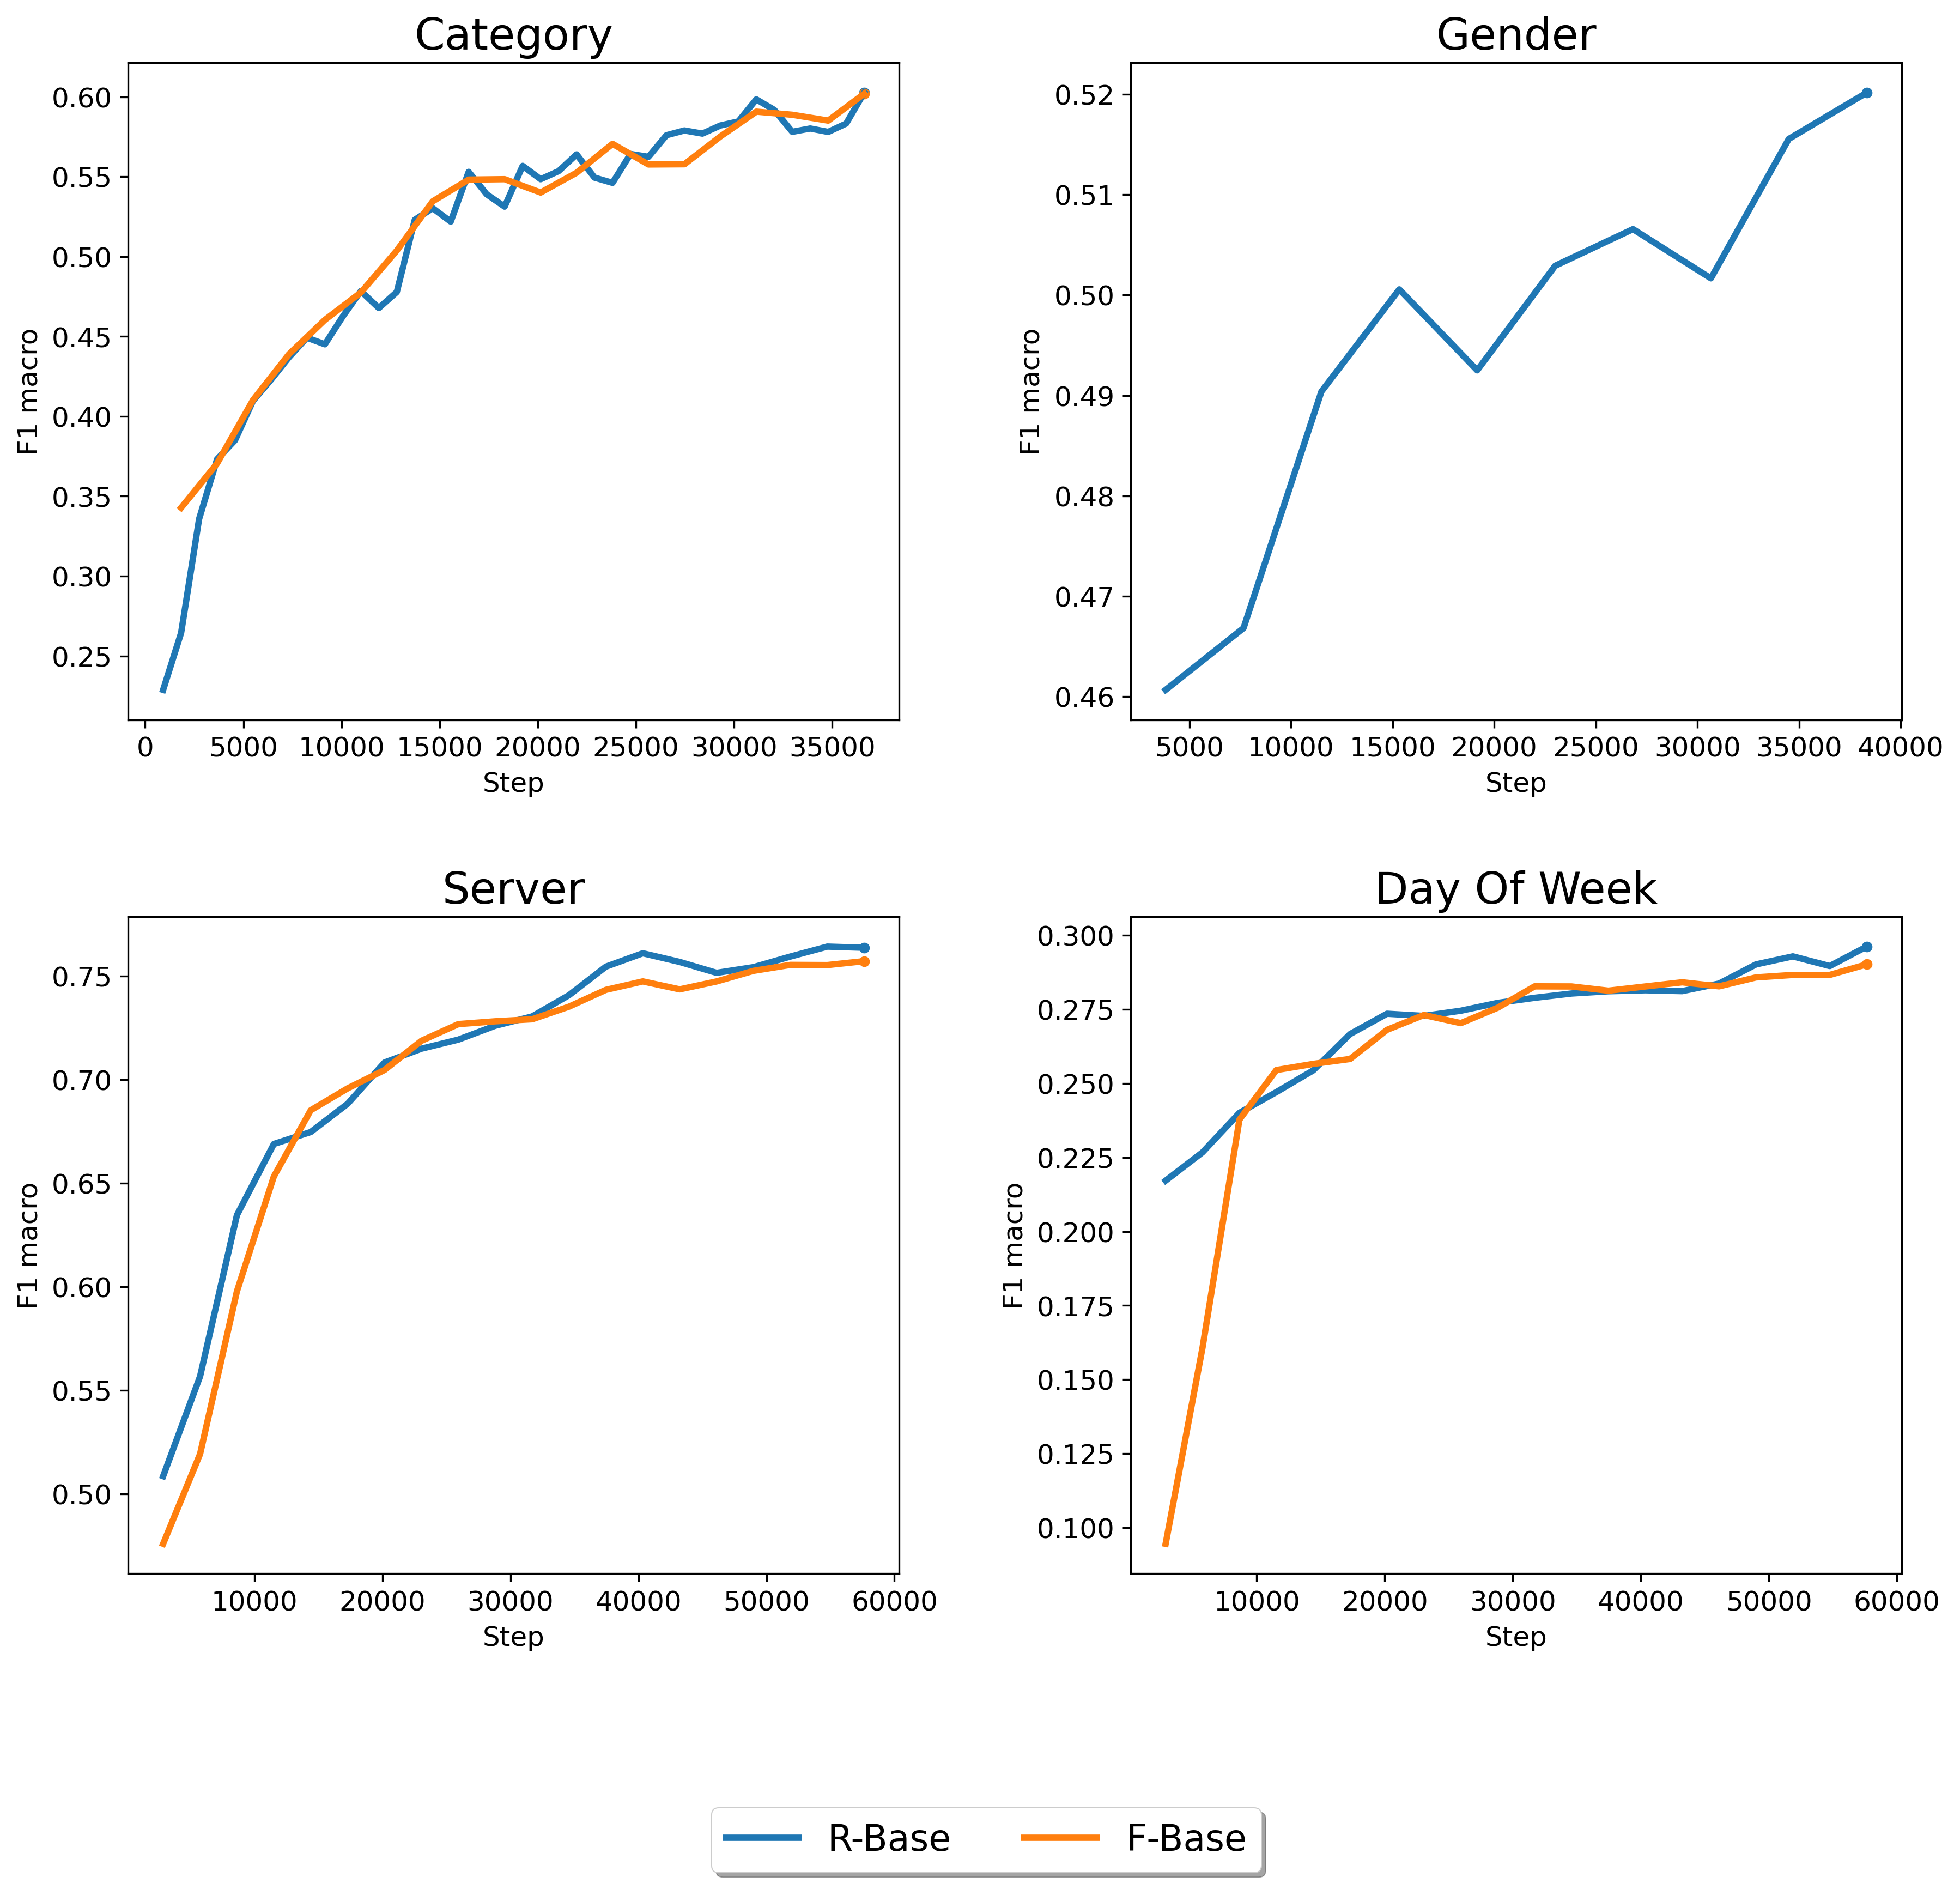 Category
0.60
0.55
0.50
0.45
0.40
0.35
0.30
0.25
F1 macro
0 5000 10000 15000 20000 25000 30000 35000
Step
Gender
0.52
0.51
0.50
0.49
0.48
0.47
0.46
F1 macro
5000 10000 15000 20000 25000 30000 35000 40000
Step
Server
0.75
0.70
0.65
0.60
0.55
0.50
F1 macro
10000 20000 30000 40000 50000 60000
Step
Day Of Week
0.300
0.275
0.250
0.225
0.200
0.175
0.150
0.125
0.100
F1 macro
10000 20000 30000 40000 50000 60000
Step
R-Base F-Base